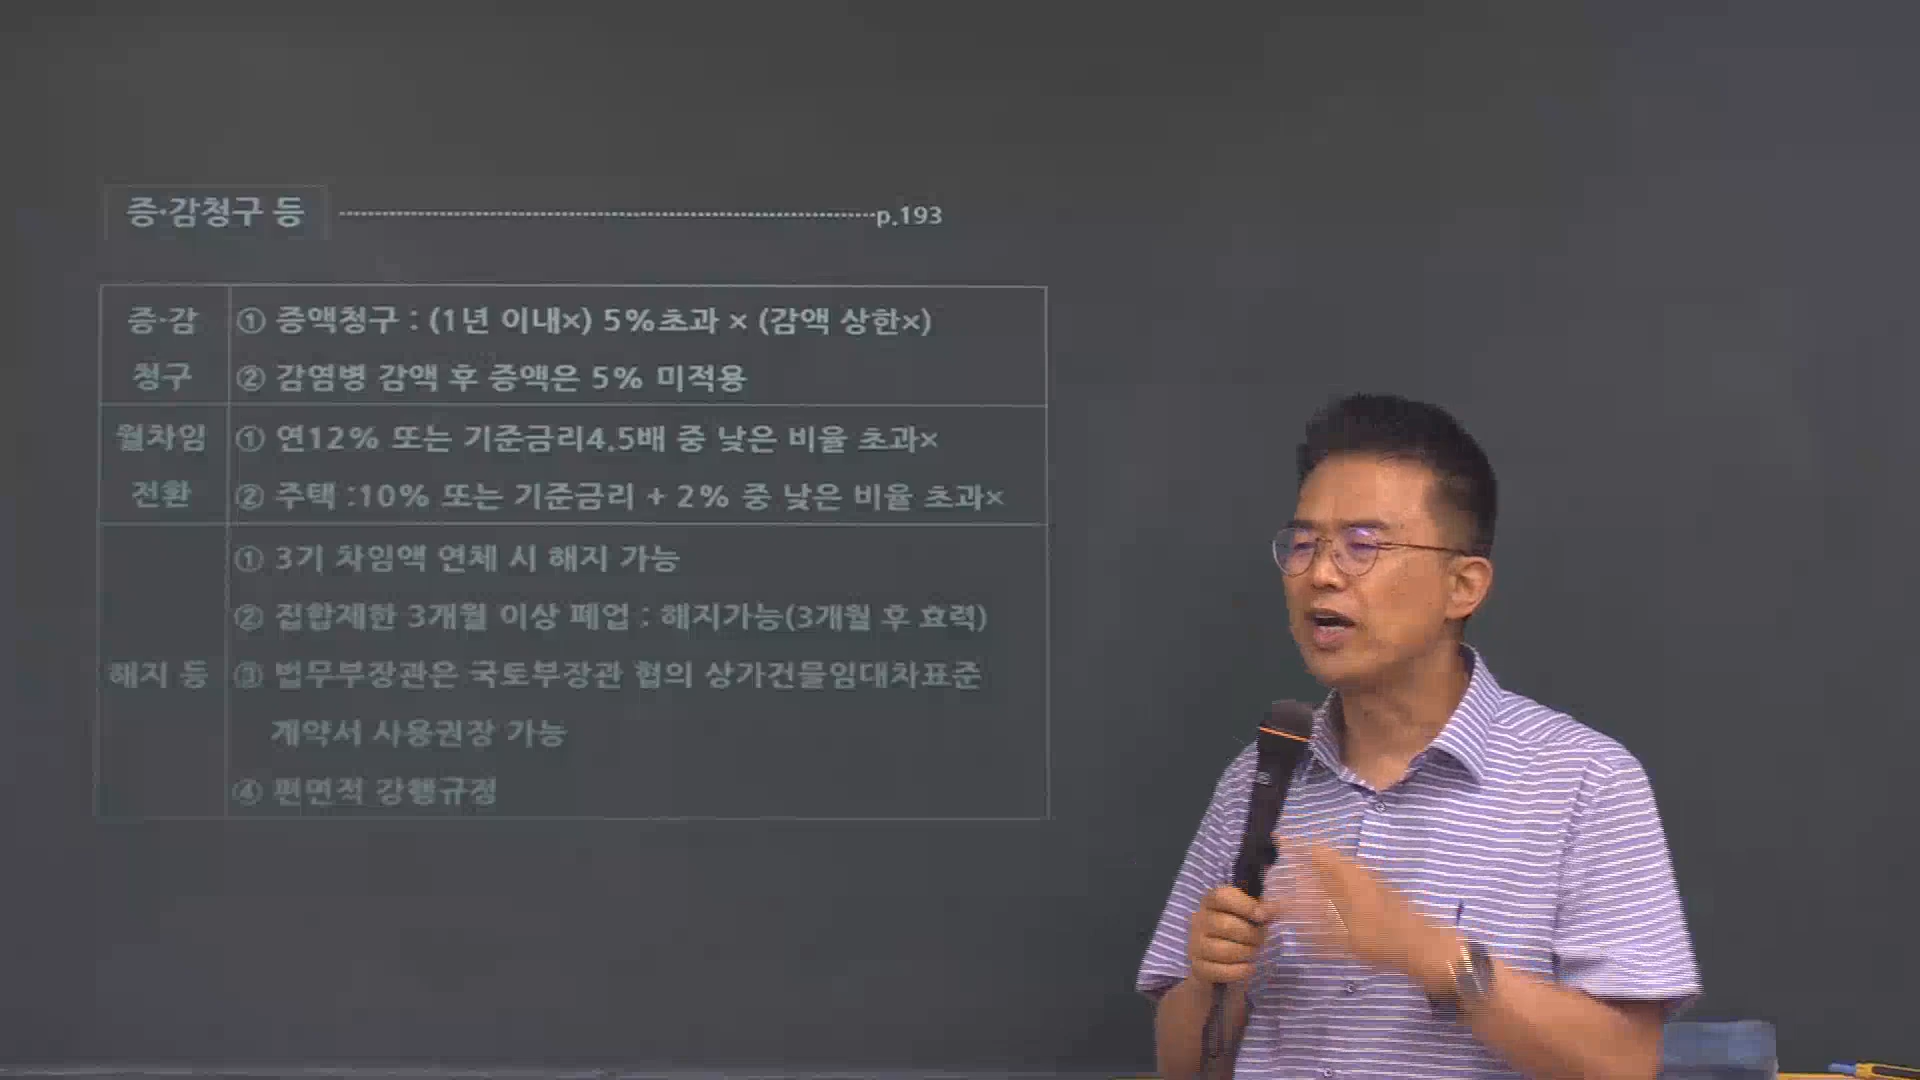 증·감청구 등 p.193
증·감 ① 증액청구 : (1년 이내×) 5%초과 × (감액 상한×)
청구 ② 감염병 감액 후 증액은 5% 미적용
월차임 ① 연12% 또는 기준금리4.5배 중 낮은 비율 초과×
전환 ② 주택 :10% 또는 기준금리 + 2% 중 낮은 비율 초과×
① 3기 차임액 연체 시 해지 가능
② 집합제한 3개월 이상 폐업 : 해지가능(3개월 후 효력)
해지 등 ③ 법무부장관은 국토부장관 협의 상가건물임대차표준
계약서 사용권장 가능
④ 편면적 강행규정